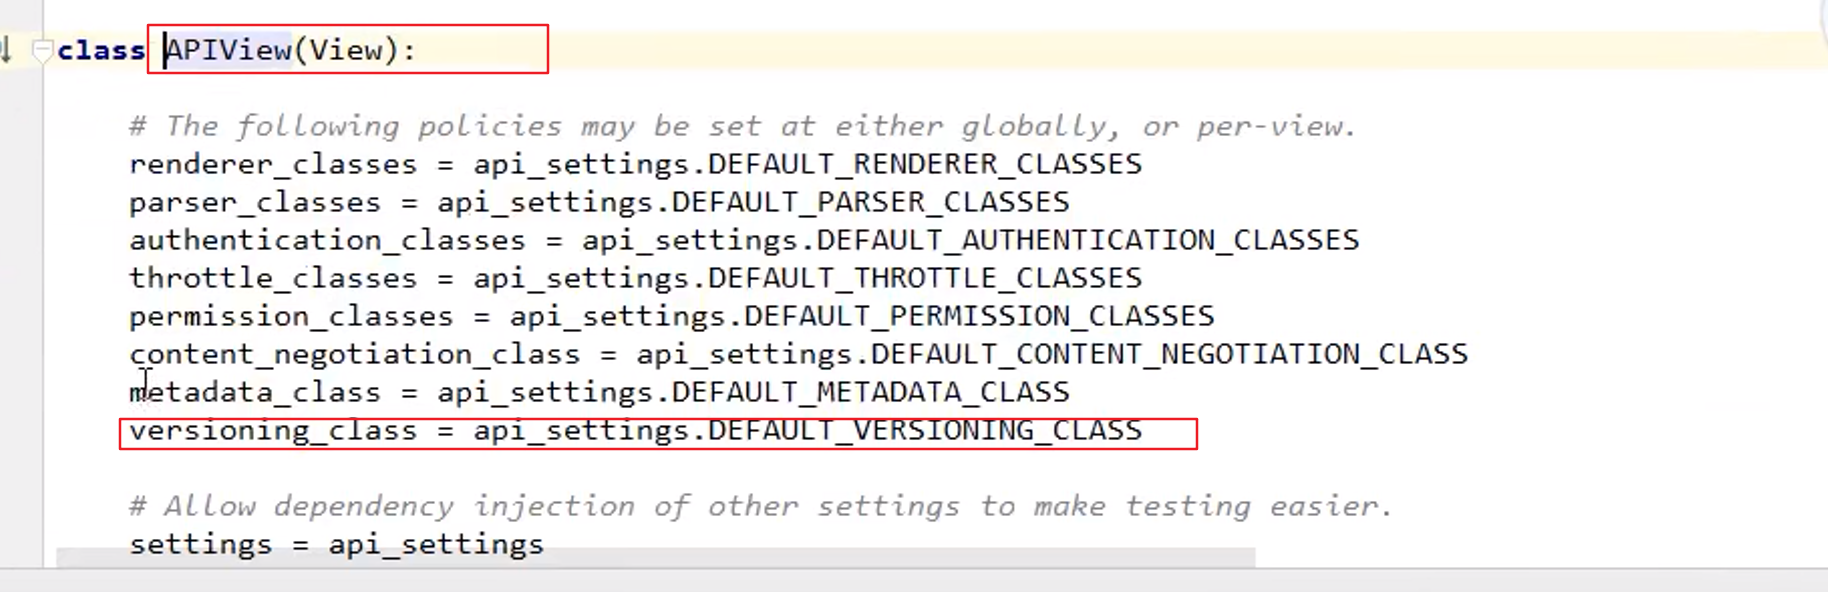 class APIView(View):
# The following policies may be set at either globally, or per-view.
renderer_classes = api_settings.DEFAULT_RENDERER_CLASSES
parser_classes = api_settings.DEFAULT_PARSER_CLASSES
authentication_classes = api_settings.DEFAULT_AUTHENTICATION_CLASSES
throttle_classes = api_settings.DEFAULT_THROTTLE_CLASSES
permission_classes = api_settings.DEFAULT_PERMISSION_CLASSES
content_negotiation_class = api_settings.DEFAULT_CONTENT_NEGOTIATION_CLASS
metadata_class = api_settings.DEFAULT_METADATA_CLASS
versioning_class = api_settings.DEFAULT_VERSIONING_CLASS
# Allow dependency injection of other settings to make testing easier.
settings = api_settings